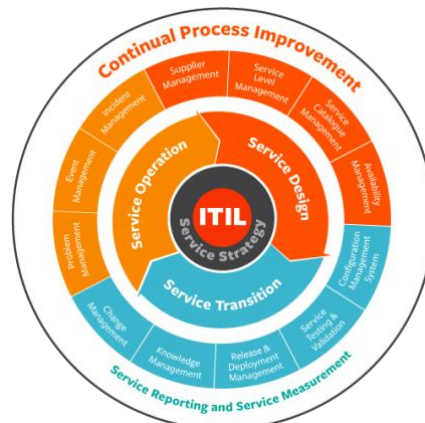 Continual Process Improvement
Supplier
Management
Service
Level
Management
Service
Catalogue
Management
Availability
Management
Configuration
Management
System
Service
Testing &
Validation
Release &
Deployment
Management
Knowledge
Management
Change
Management
Problem
Management
Event
Management
Incident
Management
Service Operation
Service Design
Service Transition
ITIL
Service Strategy
Service Reporting and Service Measurement